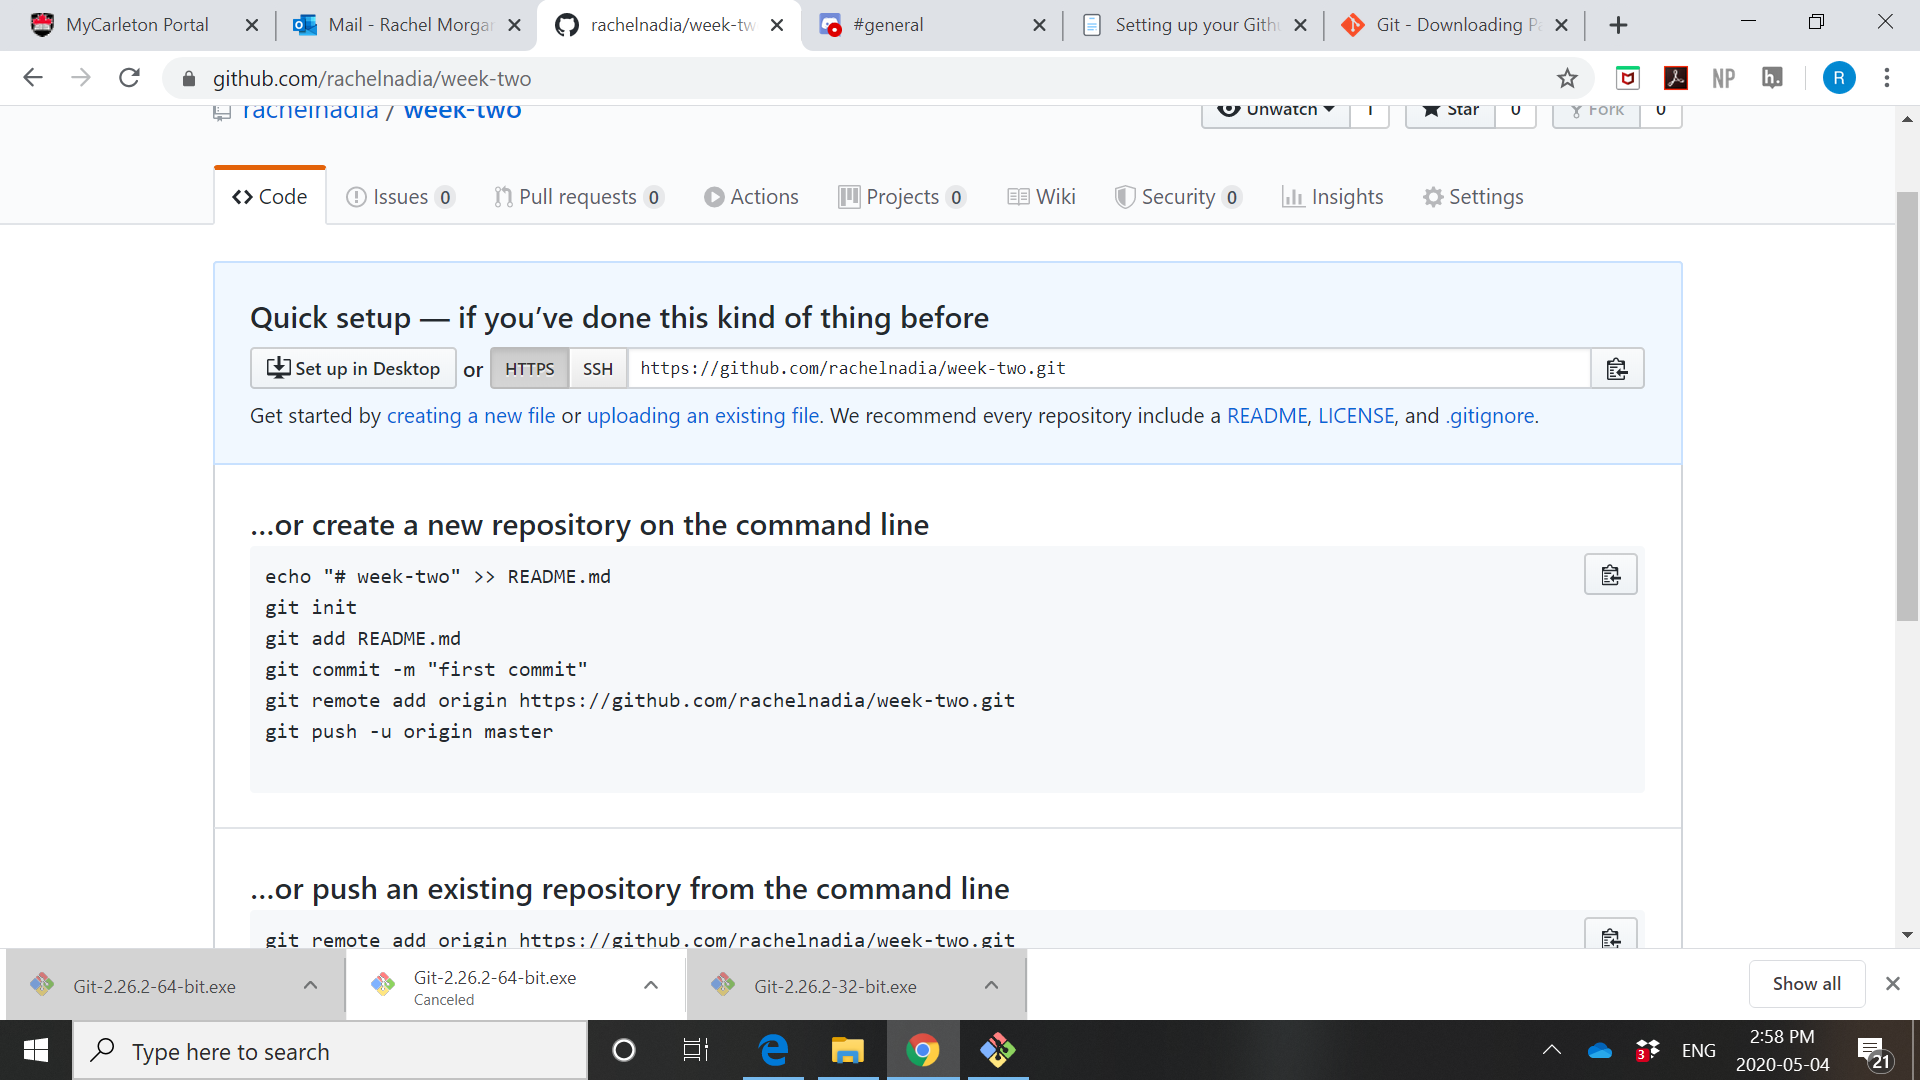 MyCarleton Portal
Mail - Rachel Morgan
rachelnadia/week-tw
#general
Setting up your Gith
Git - Downloading Pa
github.com/rachelnadia/week-two
NP
h.
R
rachelnadia / week-two
Unwatch 1
Star 0
Fork 0
<> Code
Issues 0
Pull requests 0
Actions
Projects 0
Wiki
Security 0
Insights
Settings
Quick setup — if you’ve done this kind of thing before
Set up in Desktop or HTTPS SSH https://github.com/rachelnadia/week-two.git
Get started by creating a new file or uploading an existing file. We recommend every repository include a README, LICENSE, and .gitignore.
…or create a new repository on the command line
echo "# week-two" >> README.md
git init
git add README.md
git commit -m "first commit"
git remote add origin https://github.com/rachelnadia/week-two.git
git push -u origin master
…or push an existing repository from the command line
git remote add origin https://github.com/rachelnadia/week-two.git
Git-2.26.2-64-bit.exe
Git-2.26.2-64-bit.exe
Canceled
Git-2.26.2-32-bit.exe
Show all
Type here to search
3
ENG
2:58 PM
2020-05-04
21